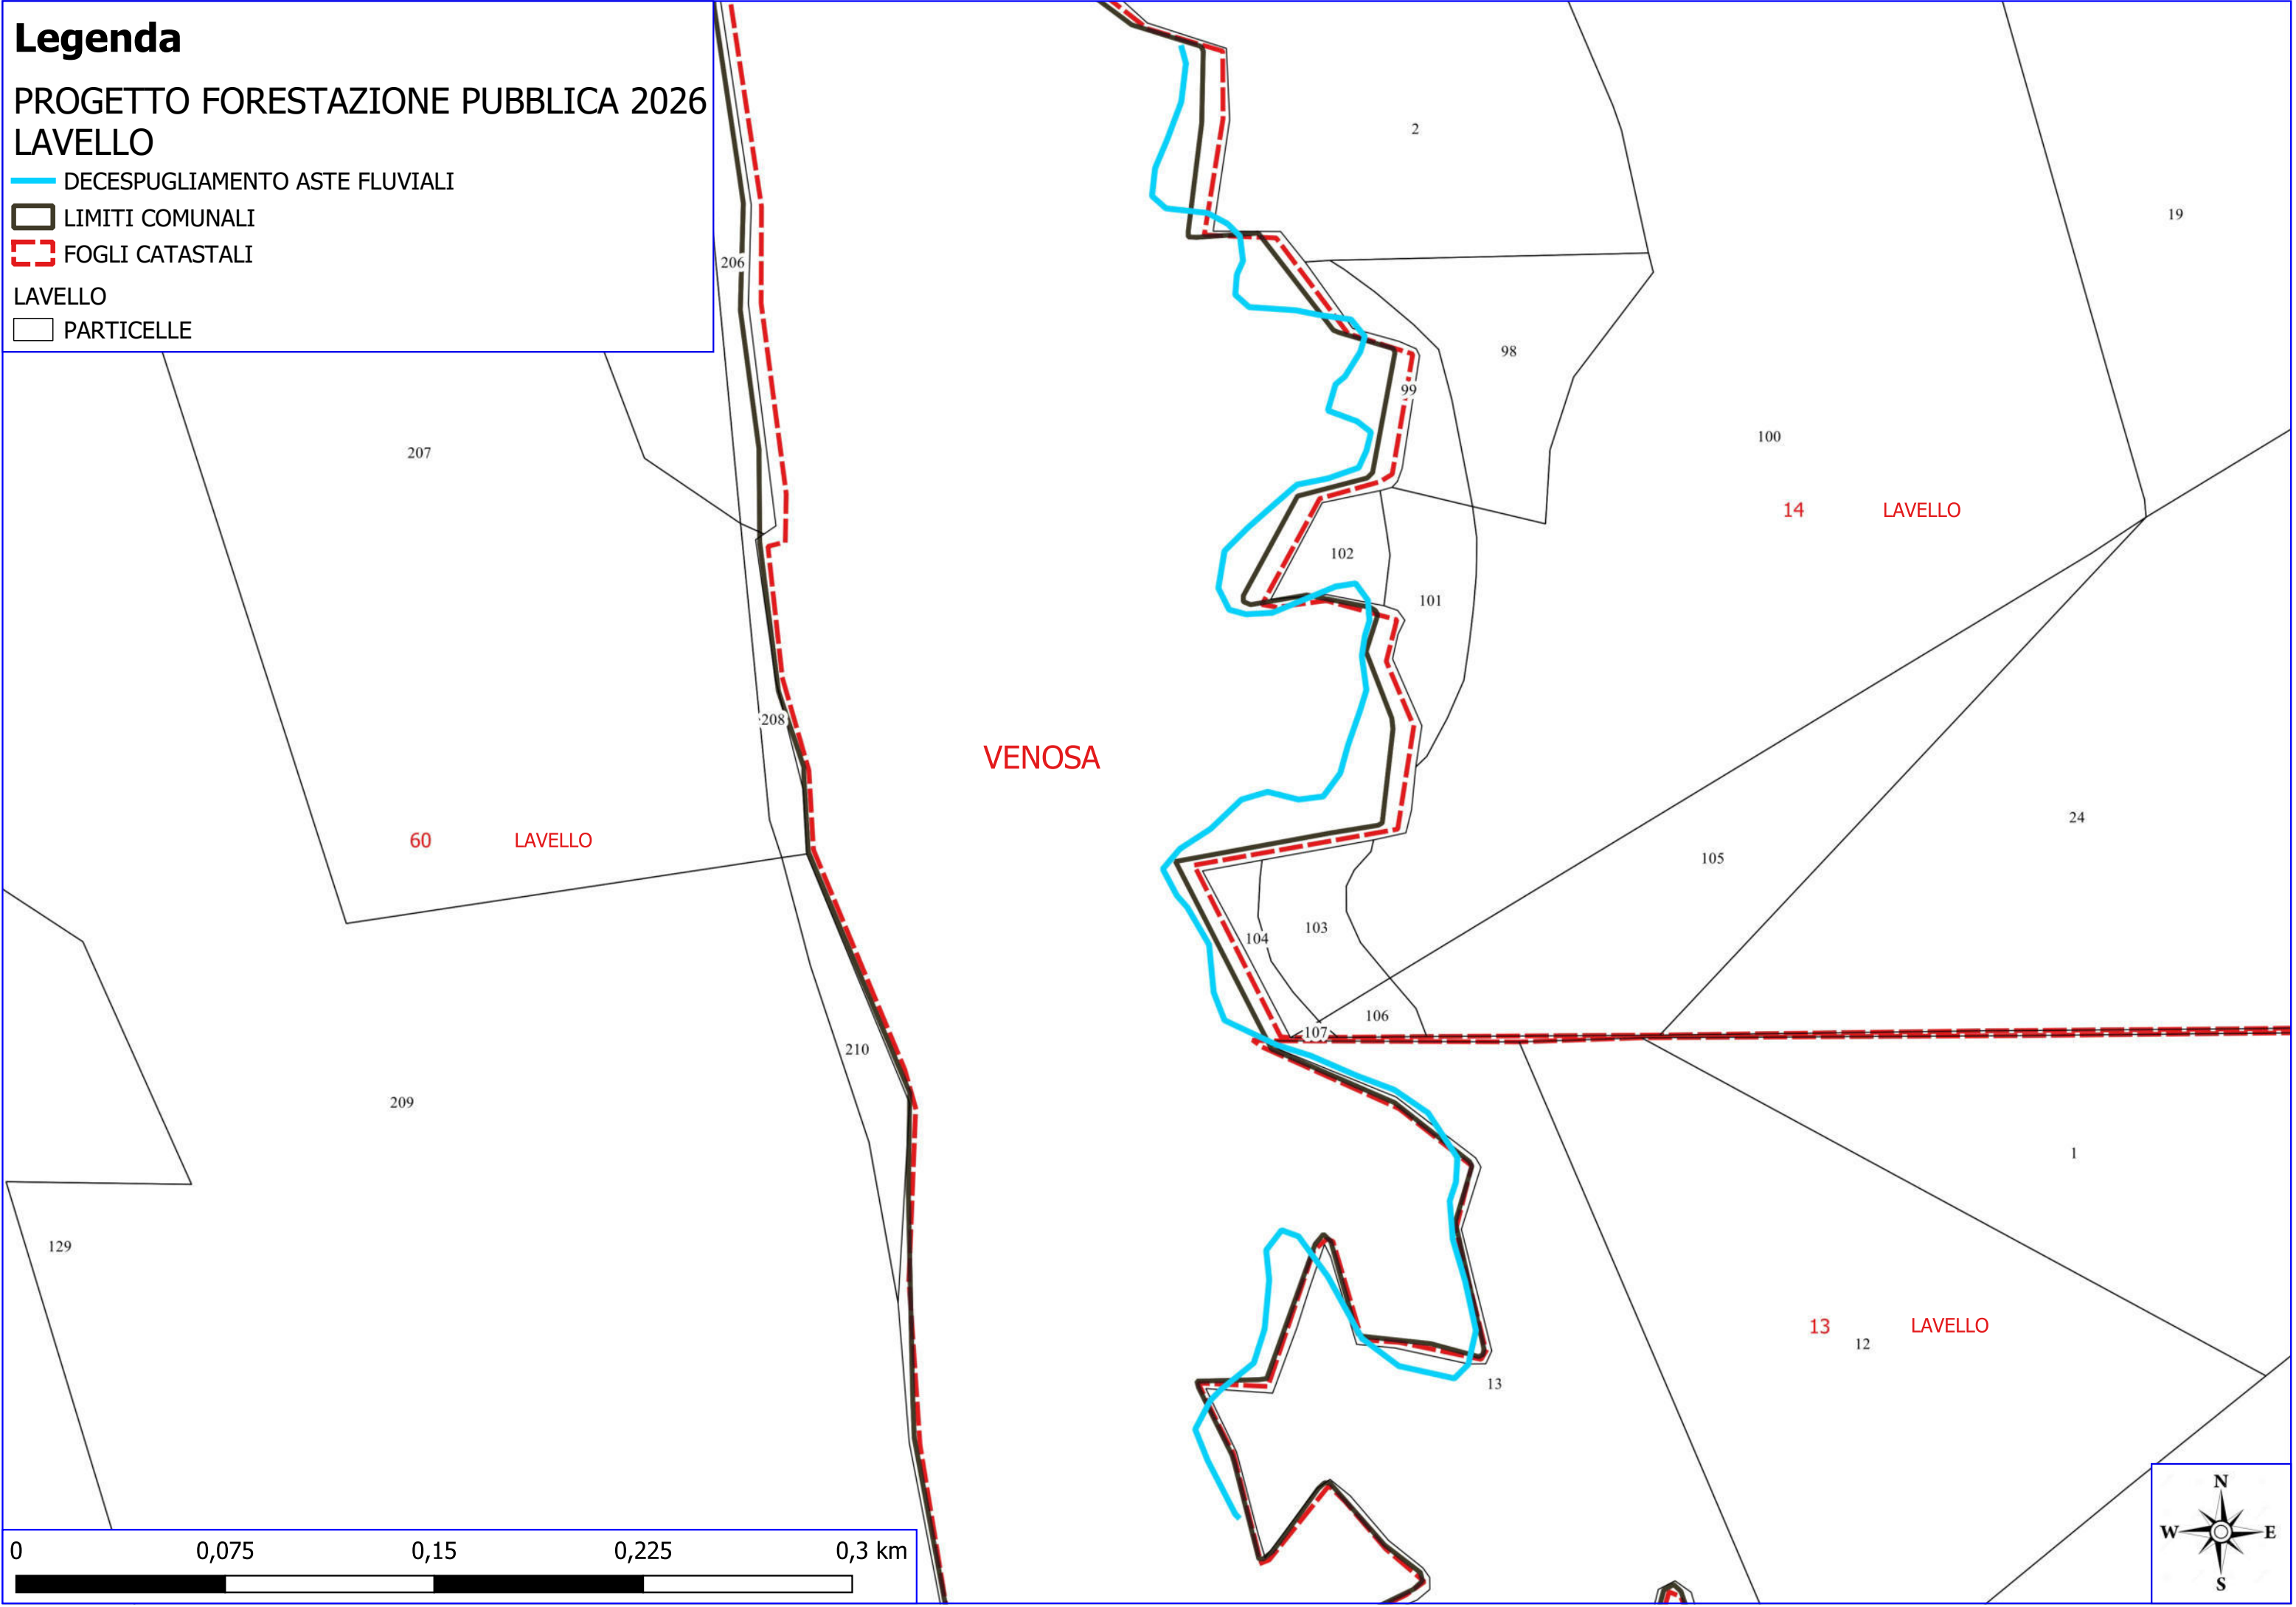 Legenda
PROGETTO FORESTAZIONE PUBBLICA 2026
LAVELLO
DECESPUGLIAMENTO ASTE FLUVIALI
LIMITI COMUNALI
FOGLI CATASTALI
LAVELLO
PARTICELLE
2
19
206
98
99
207
100
14 LAVELLO
102
101
208
VENOSA
60 LAVELLO
24
105
103
104
106
107
210
209
1
129
13 LAVELLO
12
13
0 0,075 0,15 0,225 0,3 km
N
W E
S